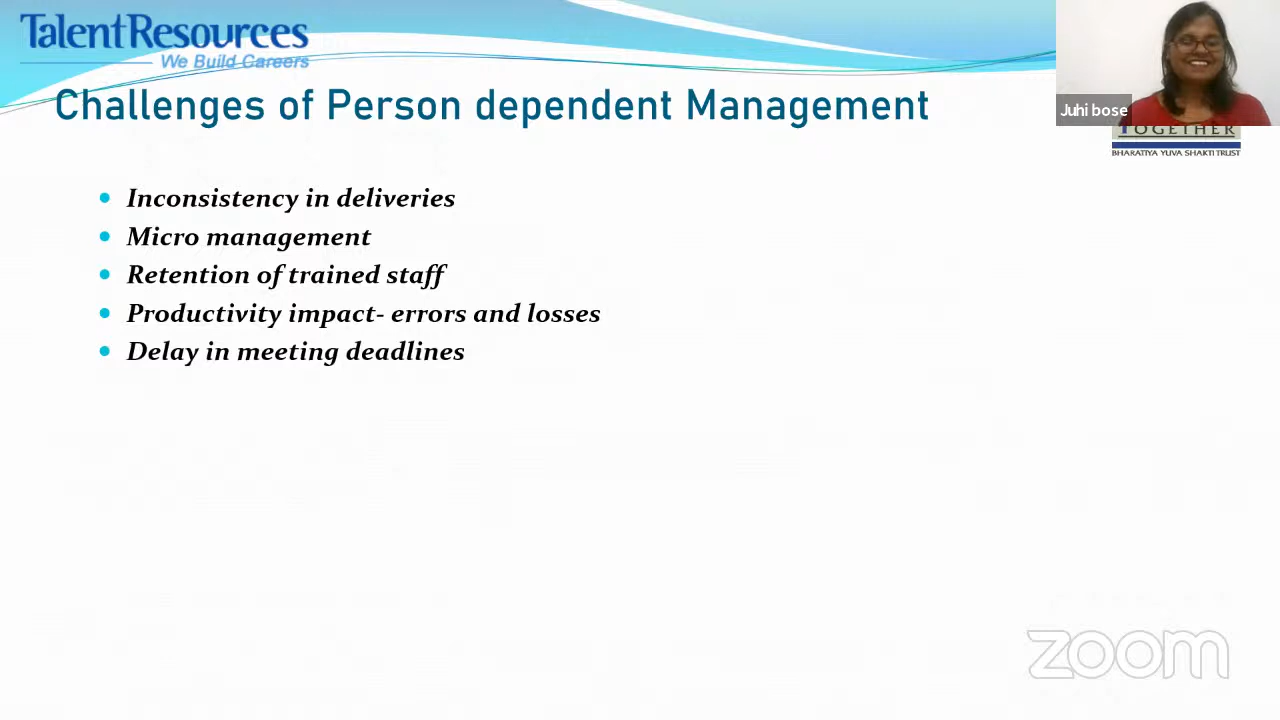 TalentResources
We Build Careers
Challenges of Person dependent Management
Juhi bose
TOGETHER
BHARATIYA YUVA SHAKTI TRUST
Inconsistency in deliveries
Micro management
Retention of trained staff
Productivity impact- errors and losses
Delay in meeting deadlines
zoom